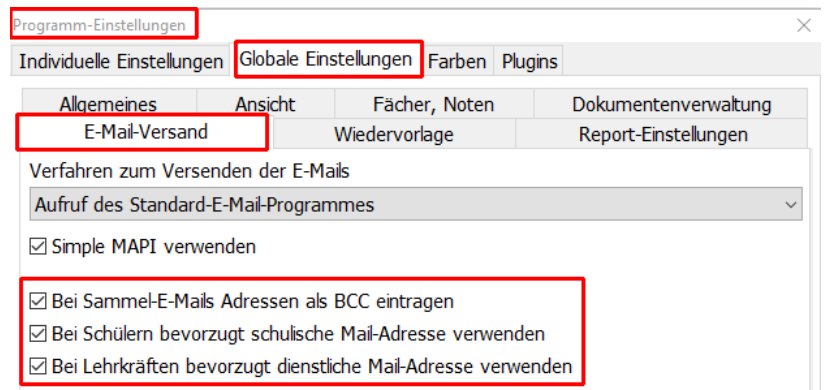 Programm-Einstellungen
Individuelle Einstellungen Globale Einstellungen Farben Plugins
Allgemeines Ansicht Fächer, Noten Dokumentenverwaltung
E-Mail-Versand Wiedervorlage Report-Einstellungen
Verfahren zum Versenden der E-Mails
Aufruf des Standard-E-Mail-Programmes
Simple MAPI verwenden
Bei Sammel-E-Mails Adressen als BCC eintragen
Bei Schülern bevorzugt schulische Mail-Adresse verwenden
Bei Lehrkräften bevorzugt dienstliche Mail-Adresse verwenden